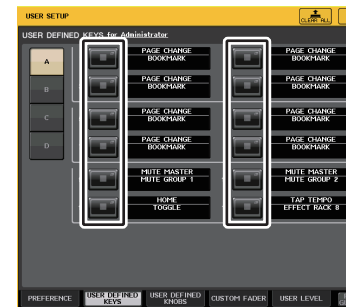 USER SETUP
CLEAR ALL
USER DEFINED KEYS for Administrator
A
PAGE CHANGE
BOOKMARK
PAGE CHANGE
BOOKMARK
PAGE CHANGE
BOOKMARK
PAGE CHANGE
BOOKMARK
B
C
PAGE CHANGE
BOOKMARK
PAGE CHANGE
BOOKMARK
D
PAGE CHANGE
BOOKMARK
PAGE CHANGE
BOOKMARK
MUTE MASTER
MUTE GROUP 1
MUTE MASTER
MUTE GROUP 2
HOME
TOGGLE
TAP TEMPO
EFFECT RACK 8
PREFERENCE
USER DEFINED
KEYS
USER DEFINED
KNOBS
CUSTOM FADER
USER LEVEL